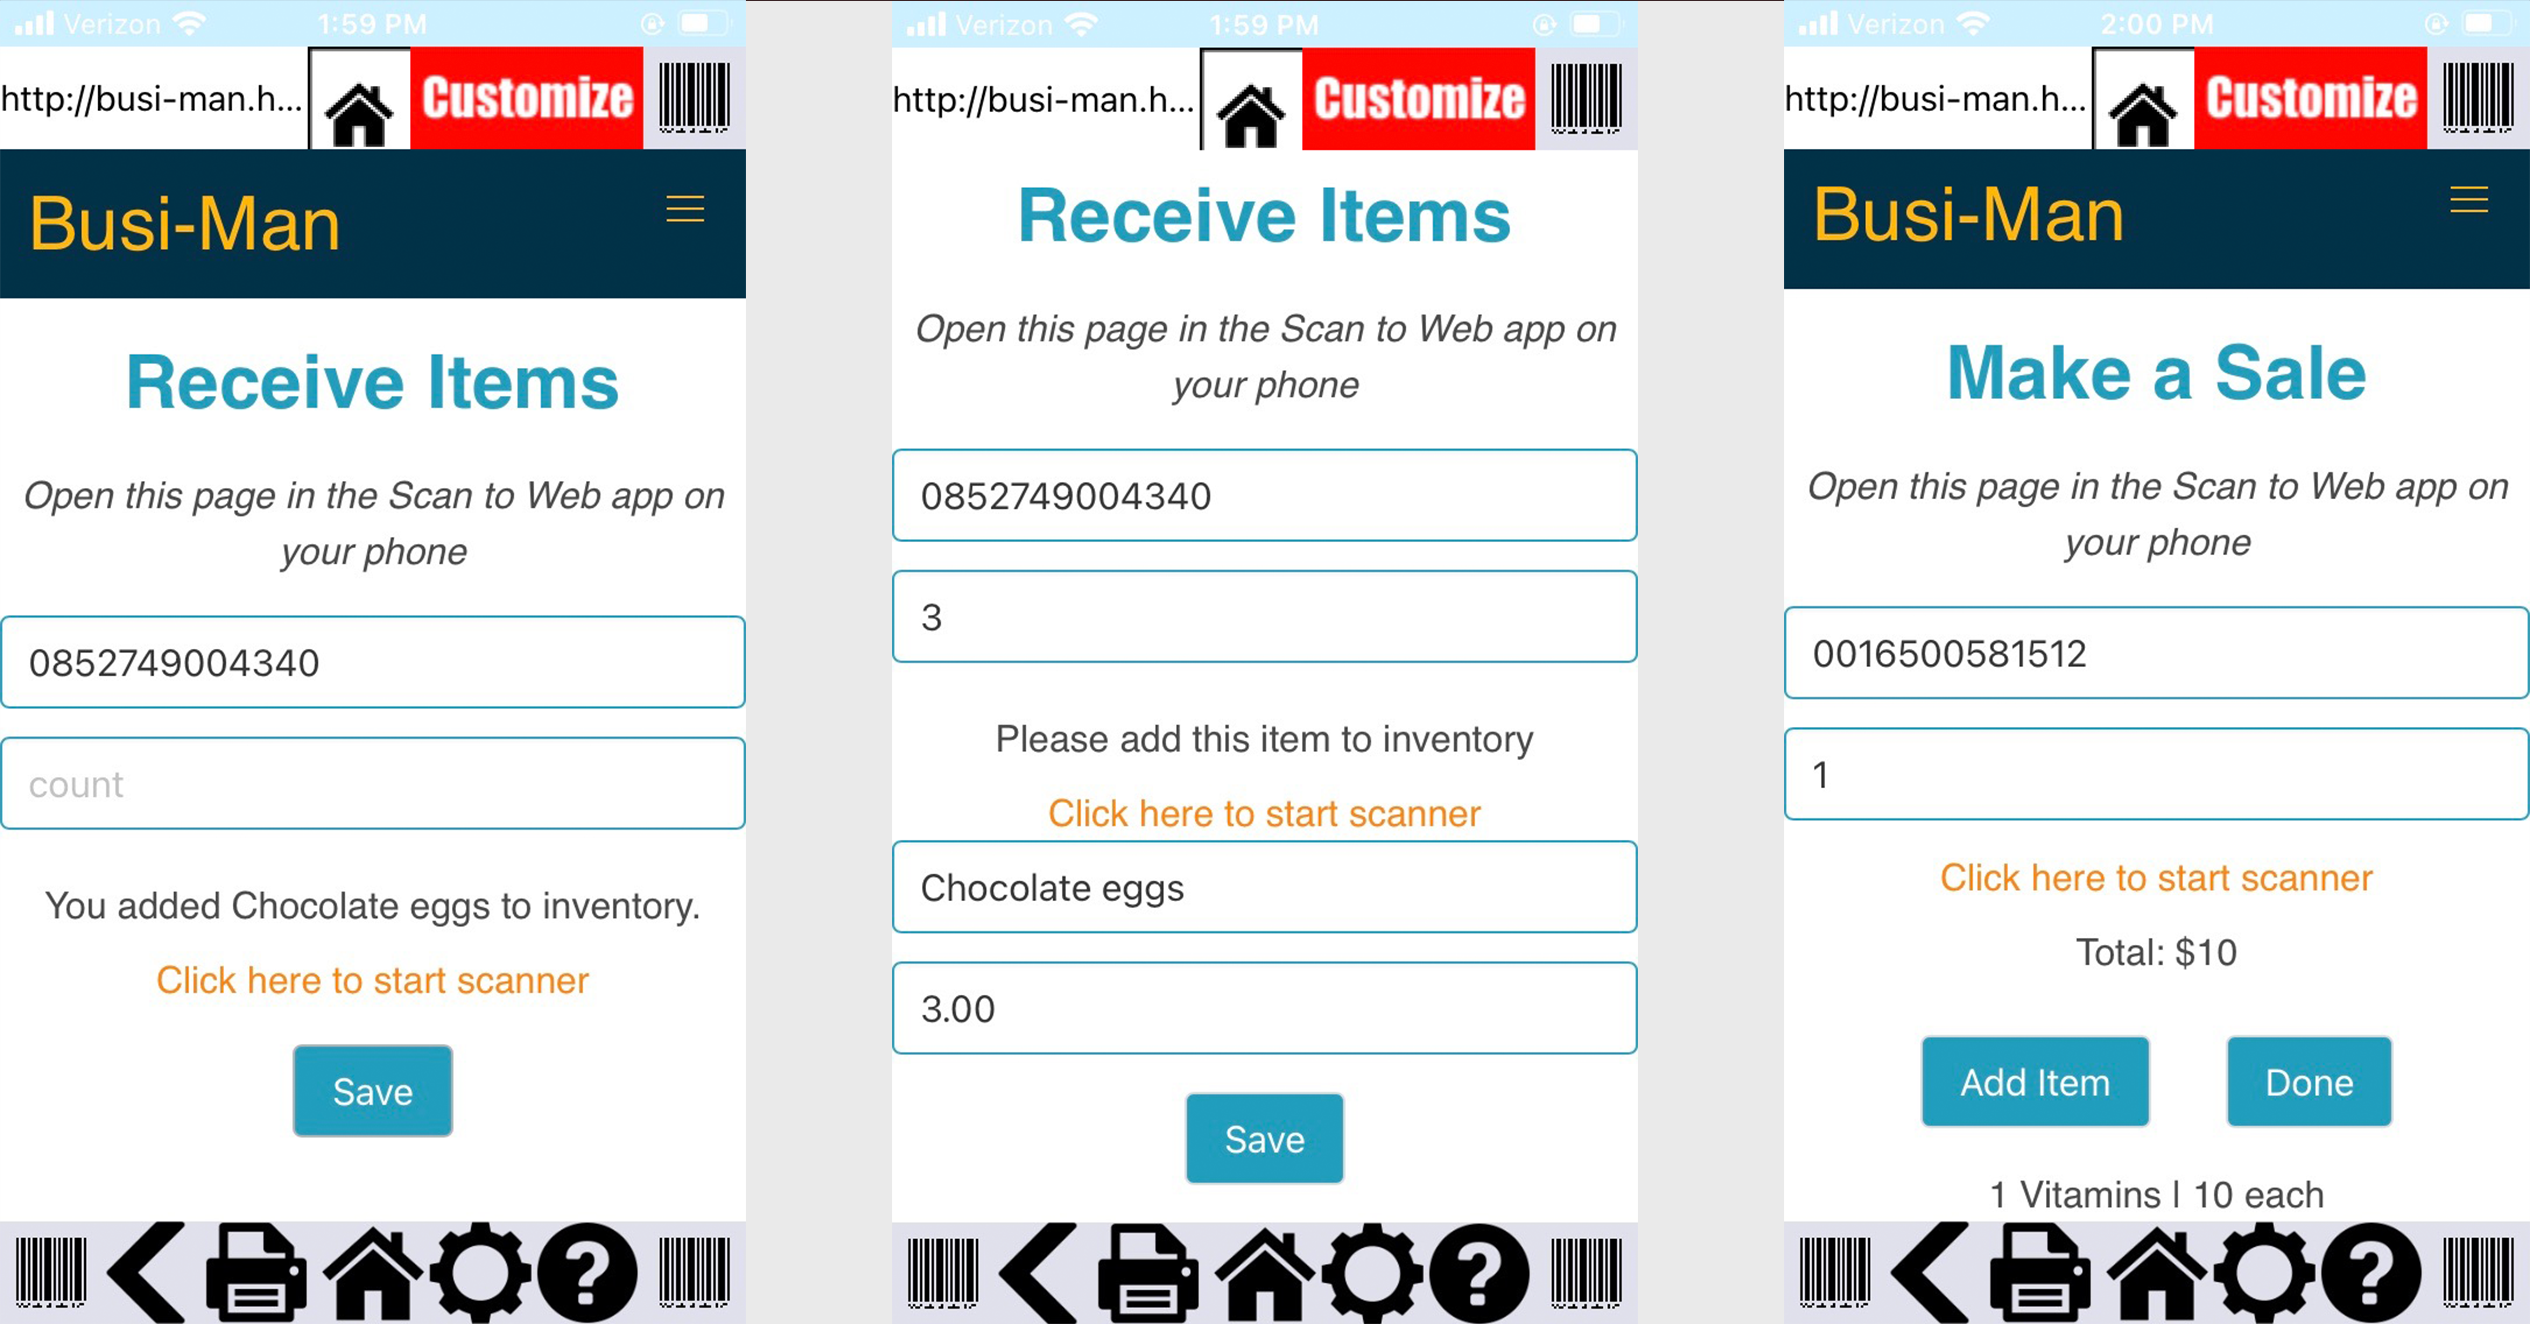 Verizon 1:59 PM
http://busi-man.h...
Customize
Busi-Man
Receive Items
Open this page in the Scan to Web app on
your phone
0852749004340
count
You added Chocolate eggs to inventory.
Click here to start scanner
Save
?
Verizon 1:59 PM
http://busi-man.h...
Customize
Receive Items
Open this page in the Scan to Web app on
your phone
0852749004340
3
Please add this item to inventory
Click here to start scanner
Chocolate eggs
3.00
Save
?
Verizon 2:00 PM
http://busi-man.h...
Customize
Busi-Man
Make a Sale
Open this page in the Scan to Web app on
your phone
0016500581512
1
Click here to start scanner
Total: $10
Add Item
Done
1 Vitamins | 10 each
?